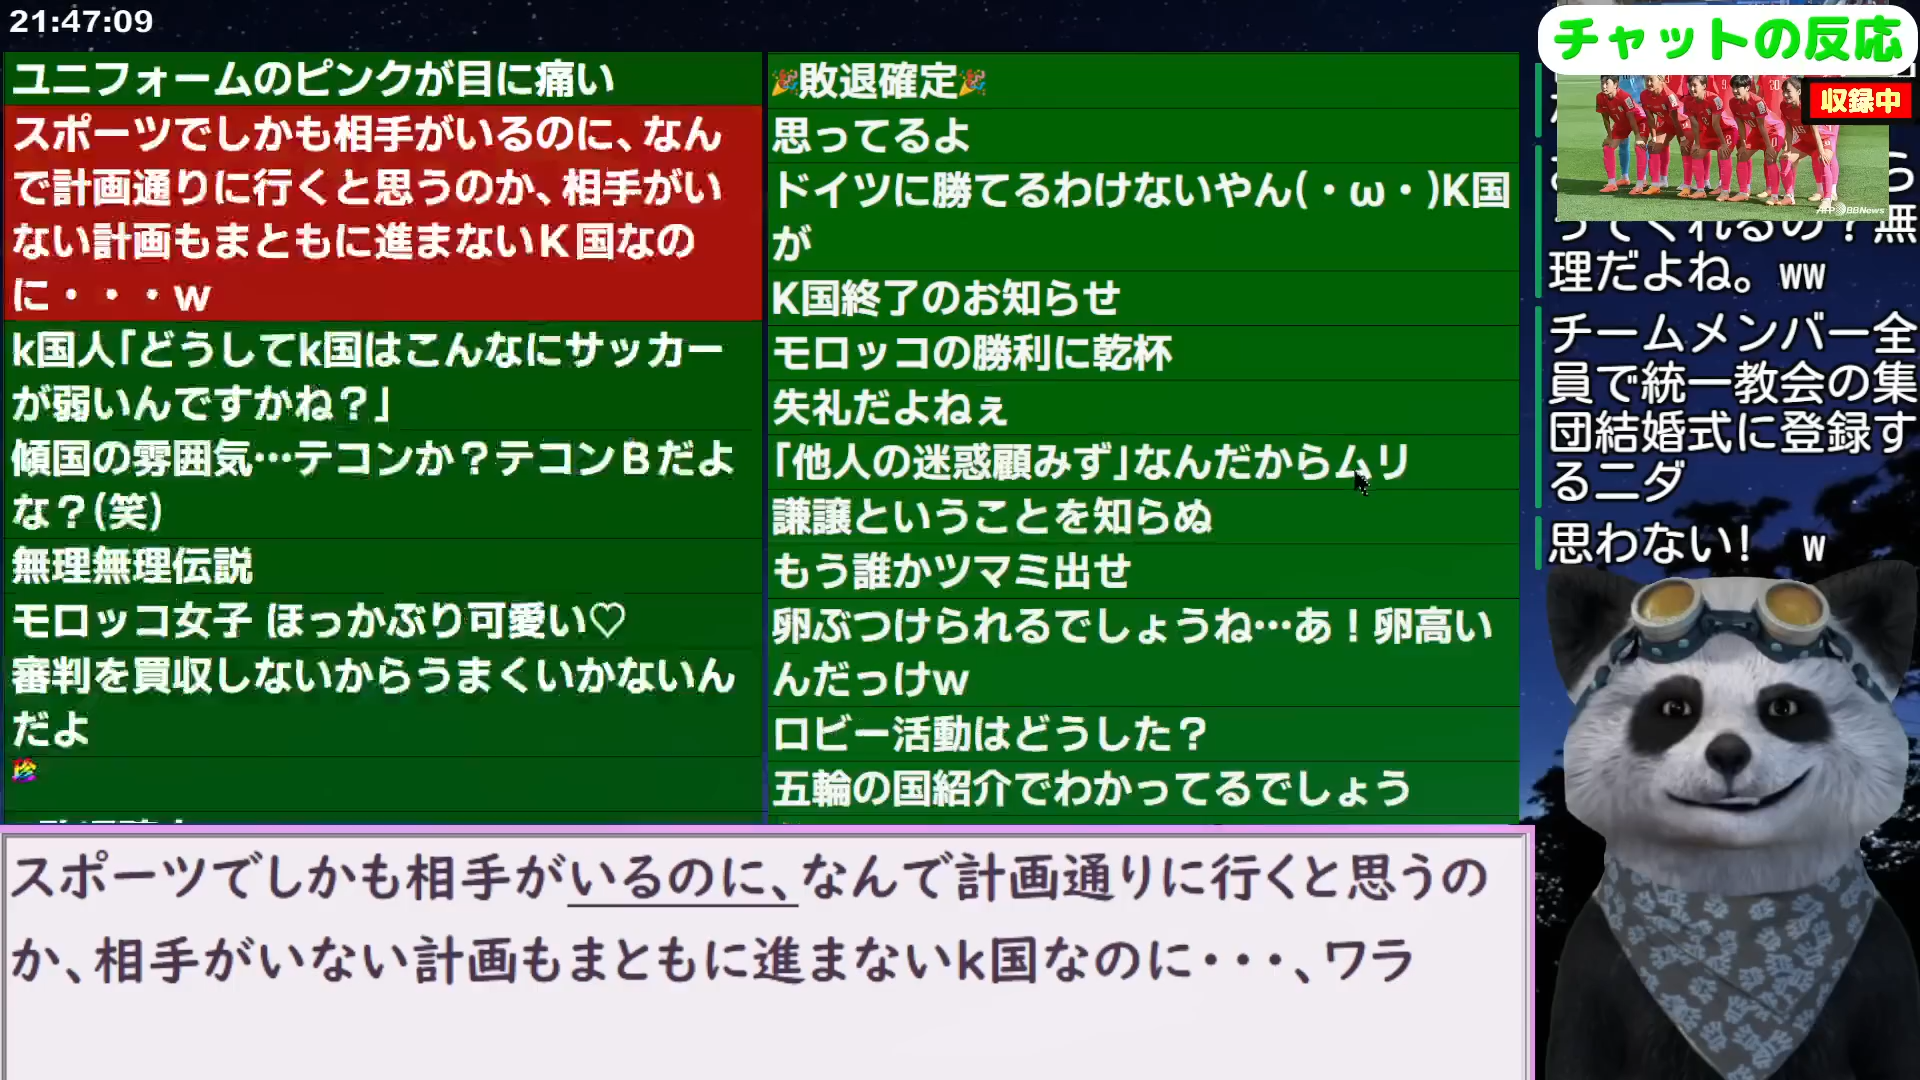 21:47:09
ユニフォームのピンクが目に痛い
スポーツでしかも相手がいるのに、なん
で計画通りに行くと思うのか、相手がい
ない計画もまともに進まないK国なの
に・・・w
k国人「どうしてk国はこんなにサッカー
が弱いんですかね？」
傾国の雰囲気…テコンか？テコンBだよ
な？(笑)
無理無理伝説
モロッコ女子 ほっかぶり可愛い♡
審判を買収しないからうまくいかないん
だよ
🎉敗退確定🎉
思ってるよ
ドイツに勝てるわけないやん(・ω・)K国
が
K国終了のお知らせ
モロッコの勝利に乾杯
失礼だよねぇ
「他人の迷惑顧みず」なんだからムリ
謙譲ということを知らぬ
もう誰かツマミ出せ
卵ぶつけられるでしょうね…あ！卵高い
んだっけw
ロビー活動はどうした？
五輪の国紹介でわかってるでしょう
チャットの反応
収録中
AFP BBNews
ってくれるの？無
理だよね。ww
チームメンバー全
員で統一教会の集
団結婚式に登録す
るニダ
思わない！ w
スポーツでしかも相手がいるのに、なんで計画通りに行くと思うの
か、相手がいない計画もまともに進まないk国なのに・・・、ワラ